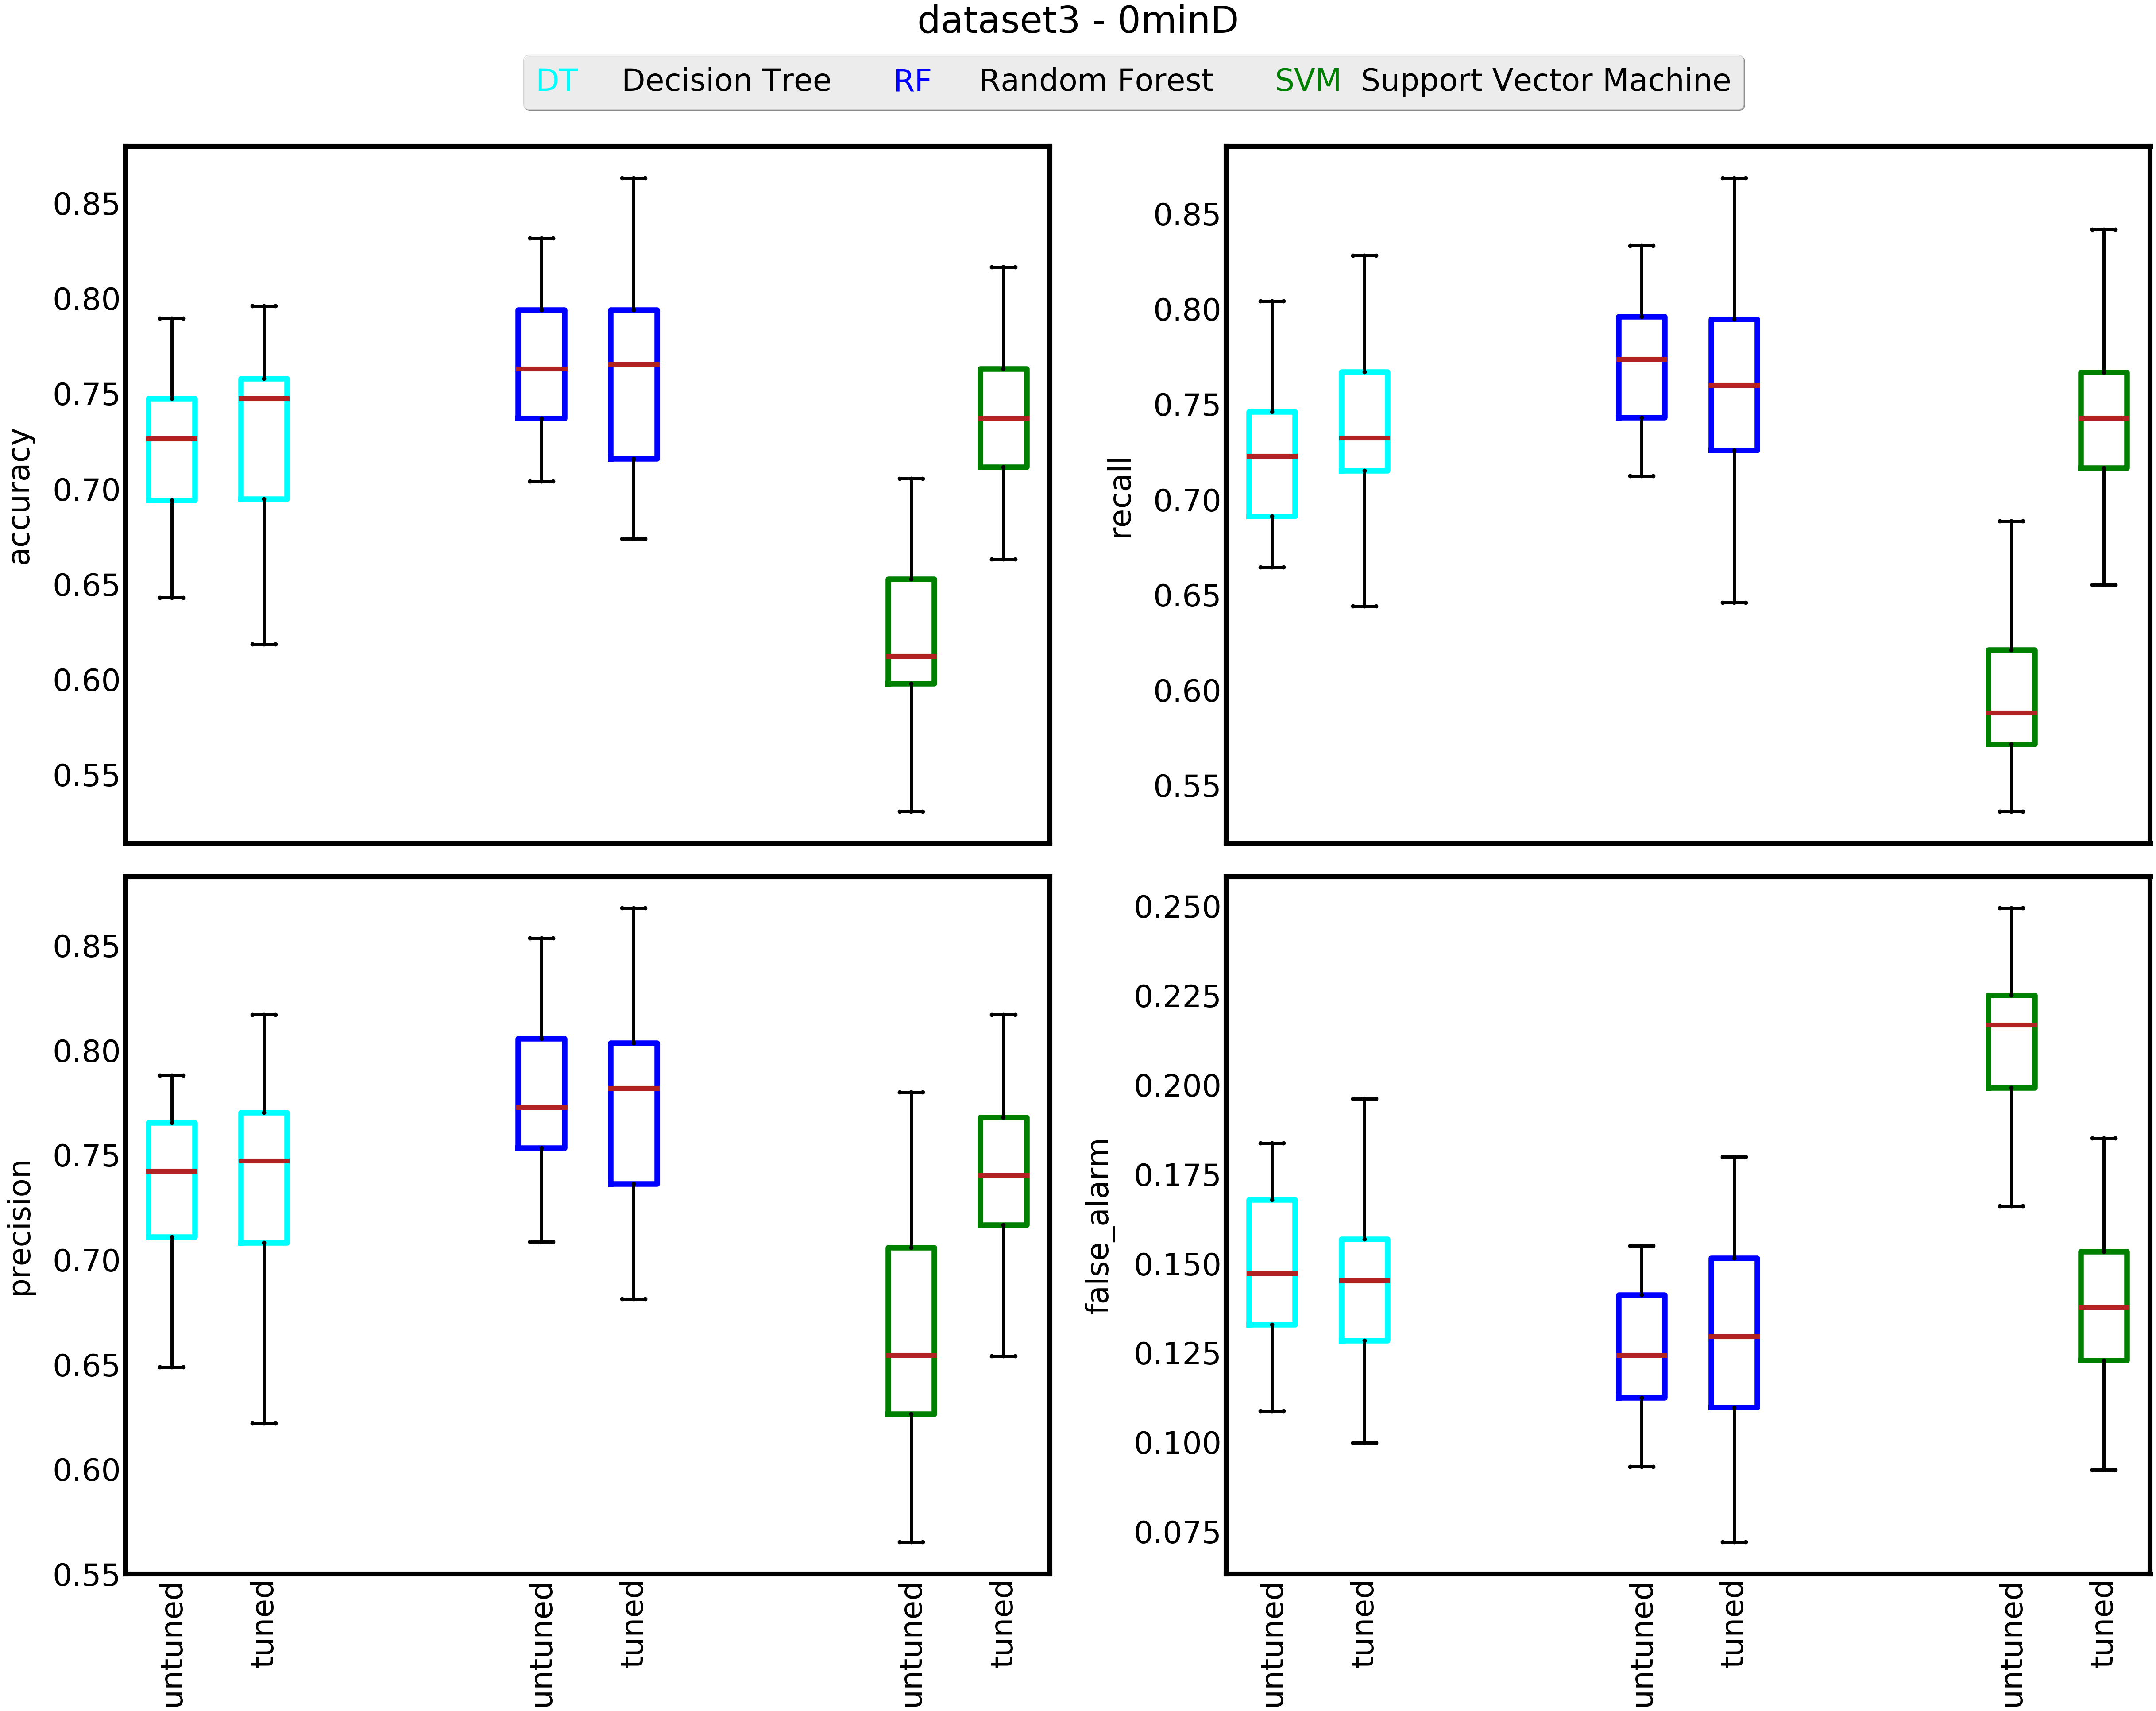 dataset3 - 0minD
DT Decision Tree RF Random Forest SVM Support Vector Machine
accuracy
0.85
0.80
0.75
0.70
0.65
0.60
0.55
recall
0.85
0.80
0.75
0.70
0.65
0.60
0.55
precision
0.85
0.80
0.75
0.70
0.65
0.60
0.55
untuned
tuned
untuned
tuned
untuned
tuned
false_alarm
0.250
0.225
0.200
0.175
0.150
0.125
0.100
0.075
untuned
tuned
untuned
tuned
untuned
tuned